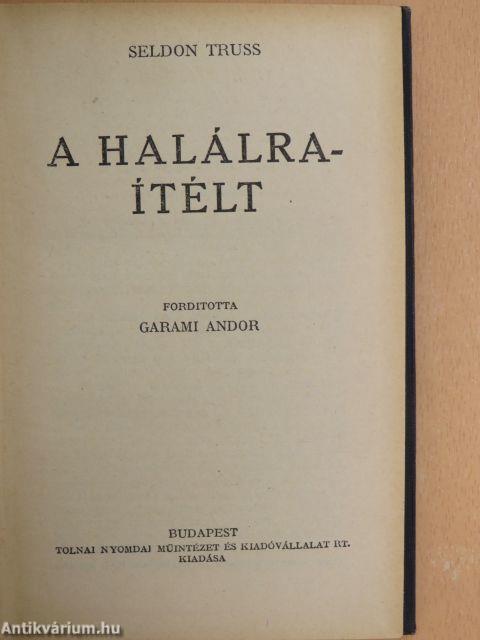 SELDON TRUSS
A HALÁLRA-
ÍTÉLT
FORDITOTTA
GARAMI ANDOR
BUDAPEST
TOLNAI NYOMDAI MŰINTÉZET ÉS KIADÓVÁLLALAT RT.
KIADÁSA
Antikvárium.hu